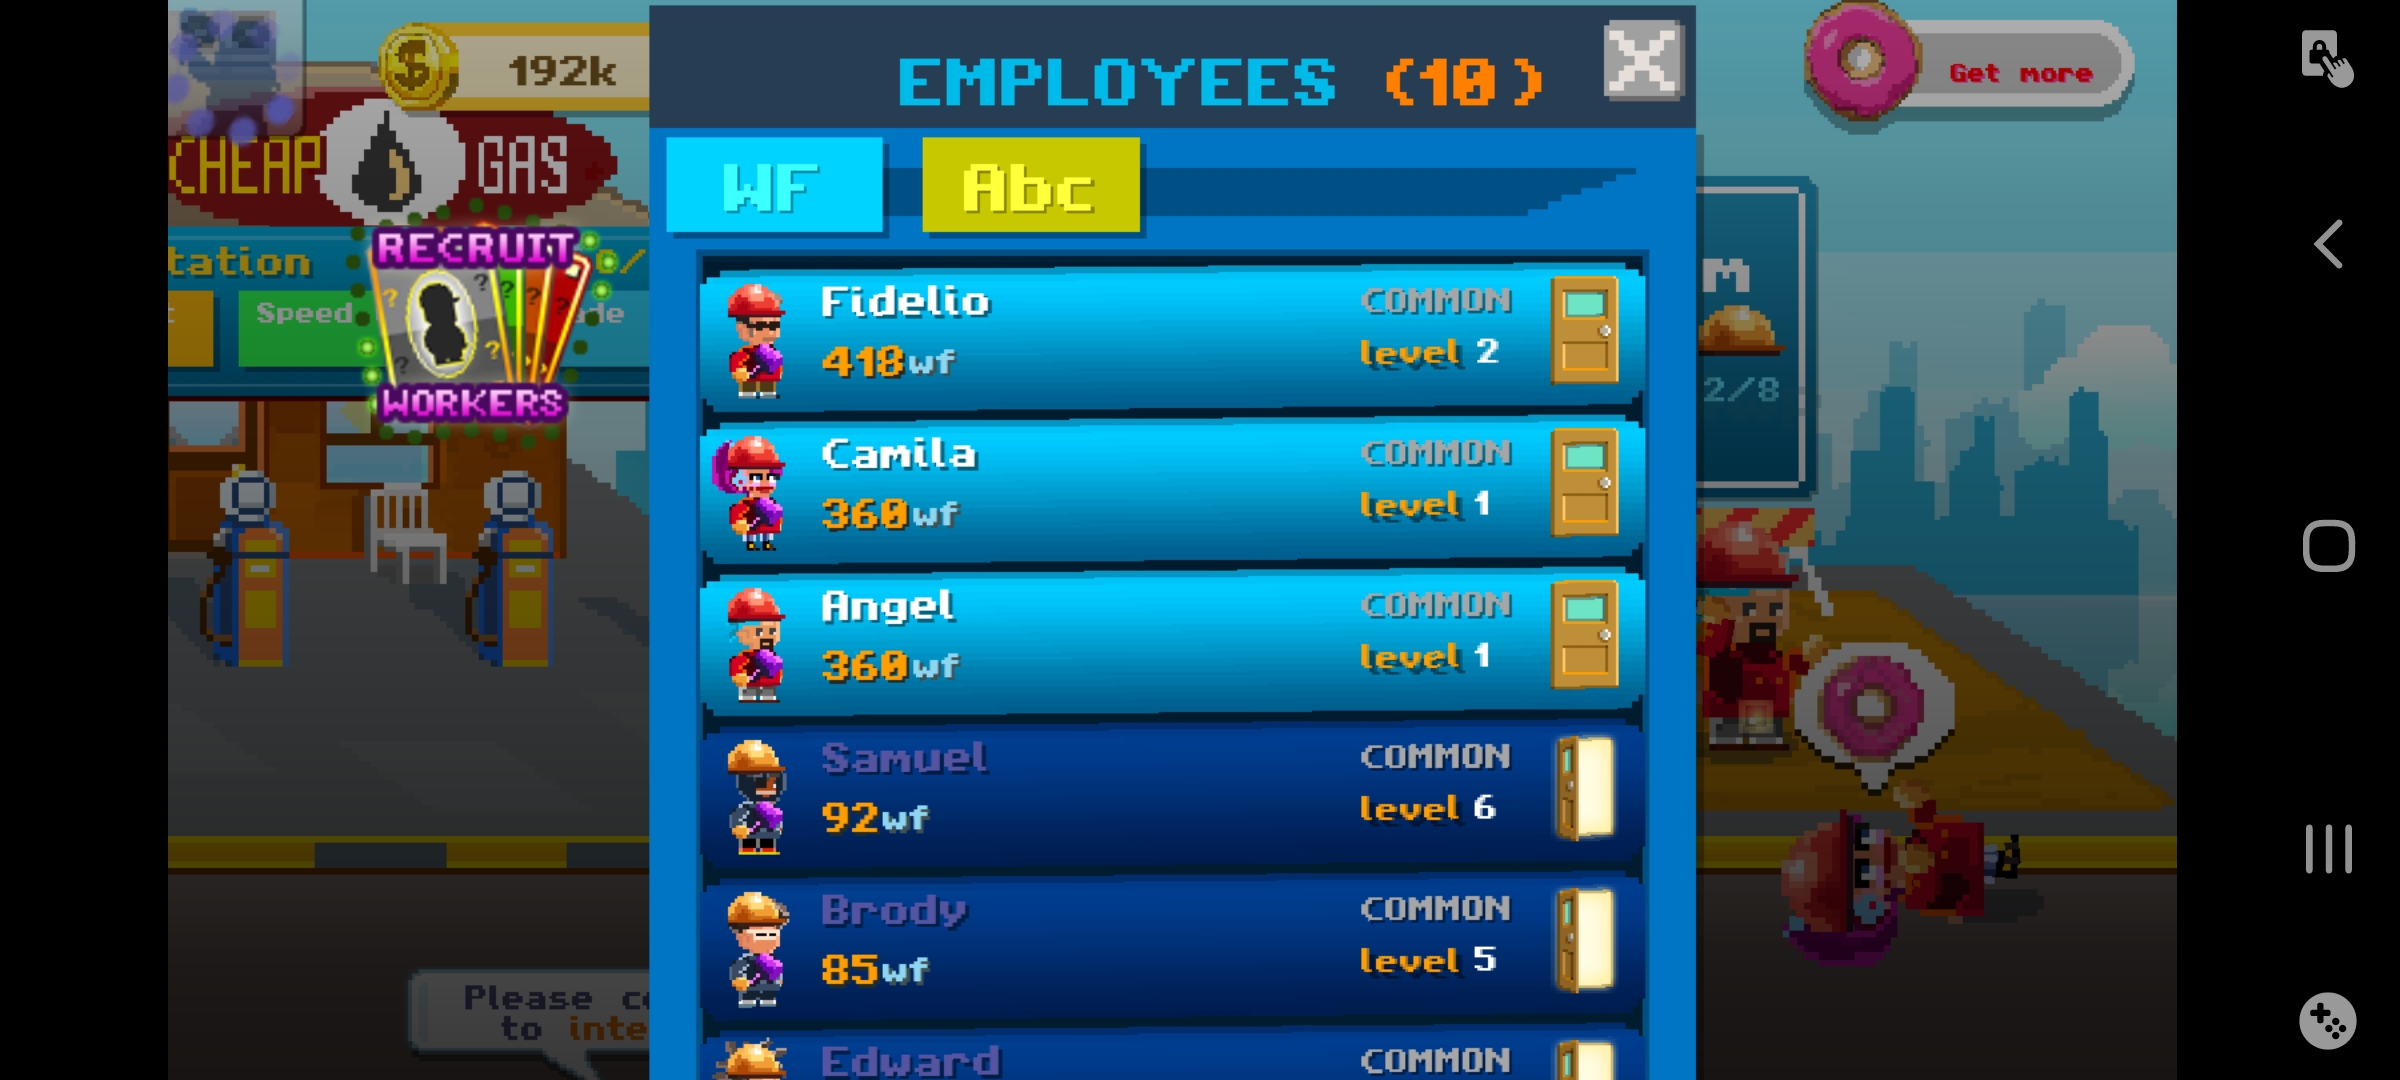 192k
EMPLOYEES (10)
Get more
CHEAP GAS
WF
Abc
RECRUIT
WORKERS
tation
Speed
Fidelio
COMMON
410wf
level 2
Camila
COMMON
360wf
level 1
Angel
COMMON
360wf
level 1
Samuel
COMMON
92wf
level 6
Brody
COMMON
85wf
level 5
Edward
COMMON
M
2/8
Please
to inte